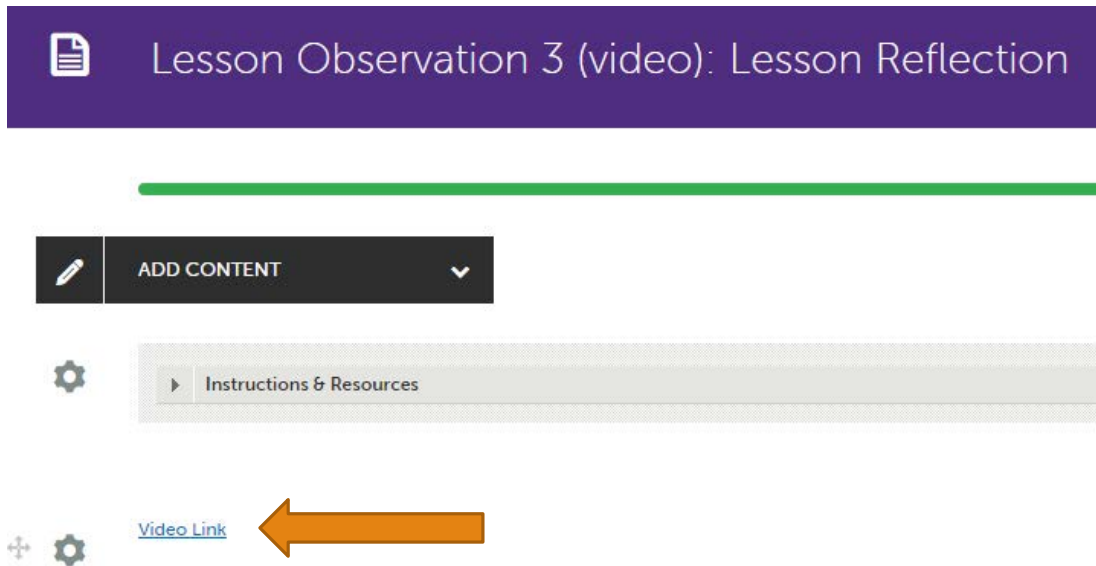 Lesson Observation 3 (video): Lesson Reflection
ADD CONTENT
Instructions & Resources
Video Link